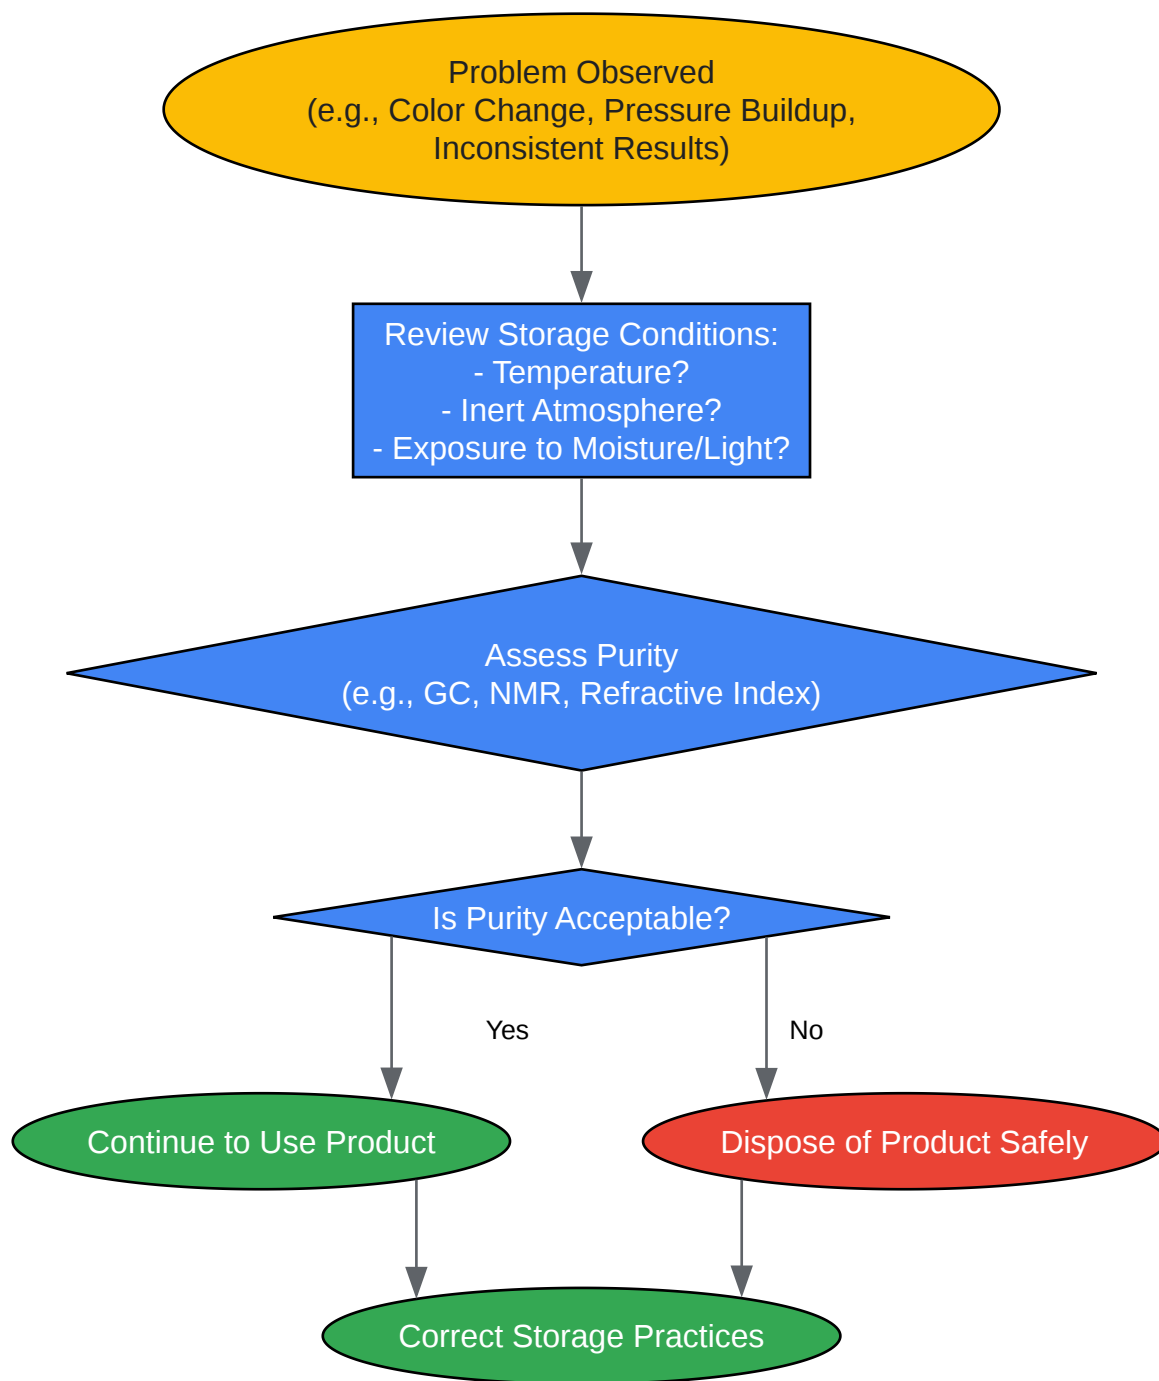 Problem Observed
(e.g., Color Change, Pressure Buildup,
Inconsistent Results)
Review Storage Conditions:
- Temperature?
- Inert Atmosphere?
- Exposure to Moisture/Light?
Assess Purity
(e.g., GC, NMR, Refractive Index)
Is Purity Acceptable?
Yes
No
Continue to Use Product
Dispose of Product Safely
Correct Storage Practices